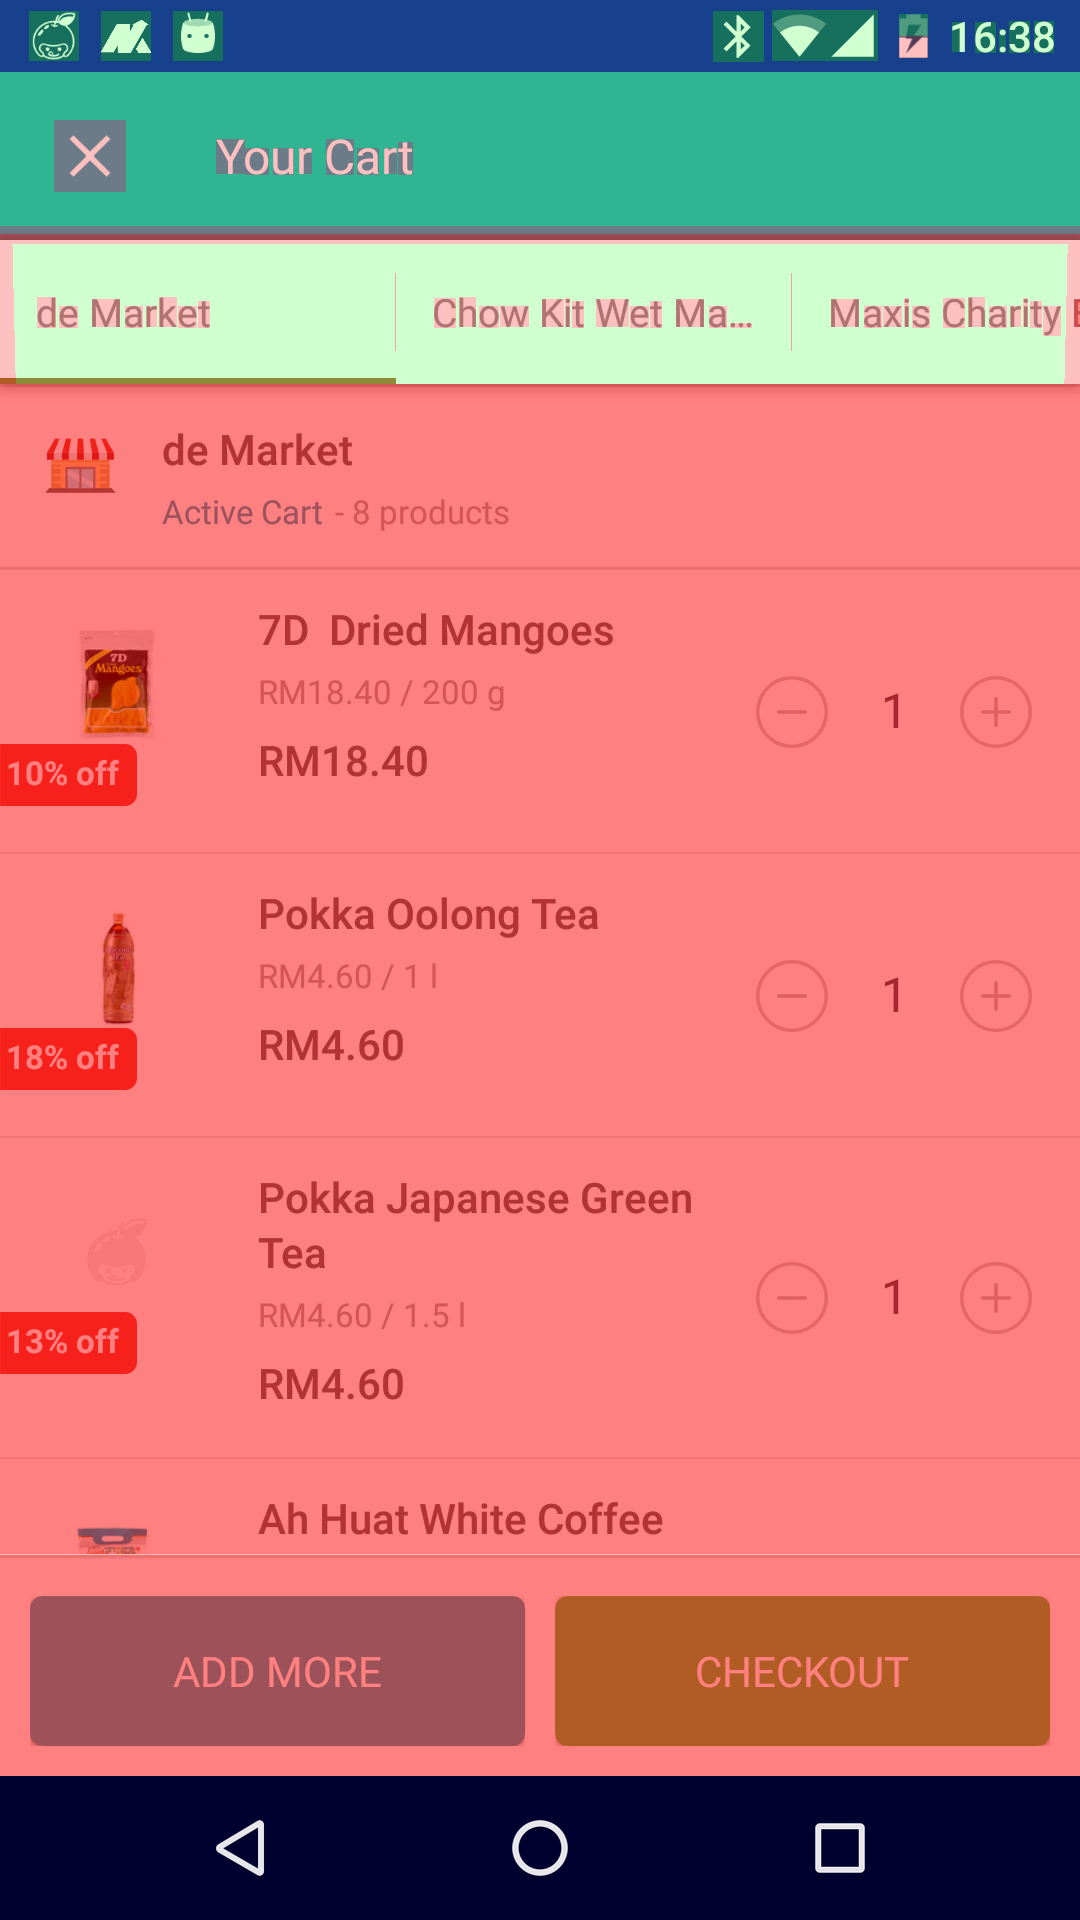 16:38
Your Cart
de Market
Chow Kit Wet Ma...
Maxis Charity
de Market
Active Cart - 8 products
7D Mangoes
7D  Dried Mangoes
RM18.40 / 200 g
RM18.40
1
10% off
Pokka Oolong Tea
RM4.60 / 1 l
RM4.60
1
18% off
Pokka Japanese Green
Tea
RM4.60 / 1.5 l
RM4.60
1
13% off
Ah Huat White Coffee
ADD MORE
CHECKOUT